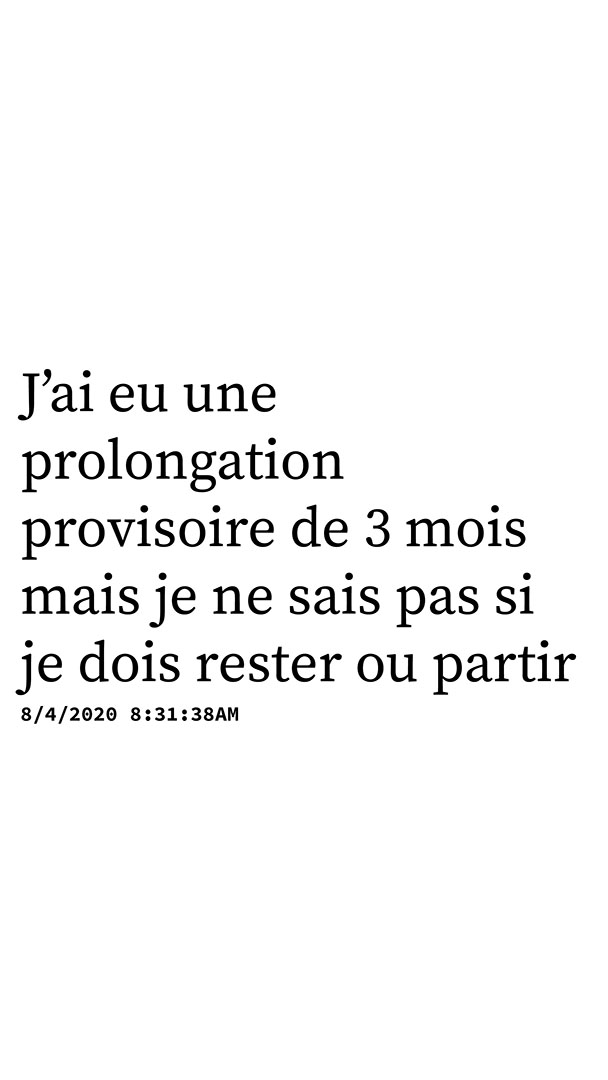 J’ai eu une
prolongation
provisoire de 3 mois
mais je ne sais pas si
je dois rester ou partir
8/4/2020 8:31:38AM